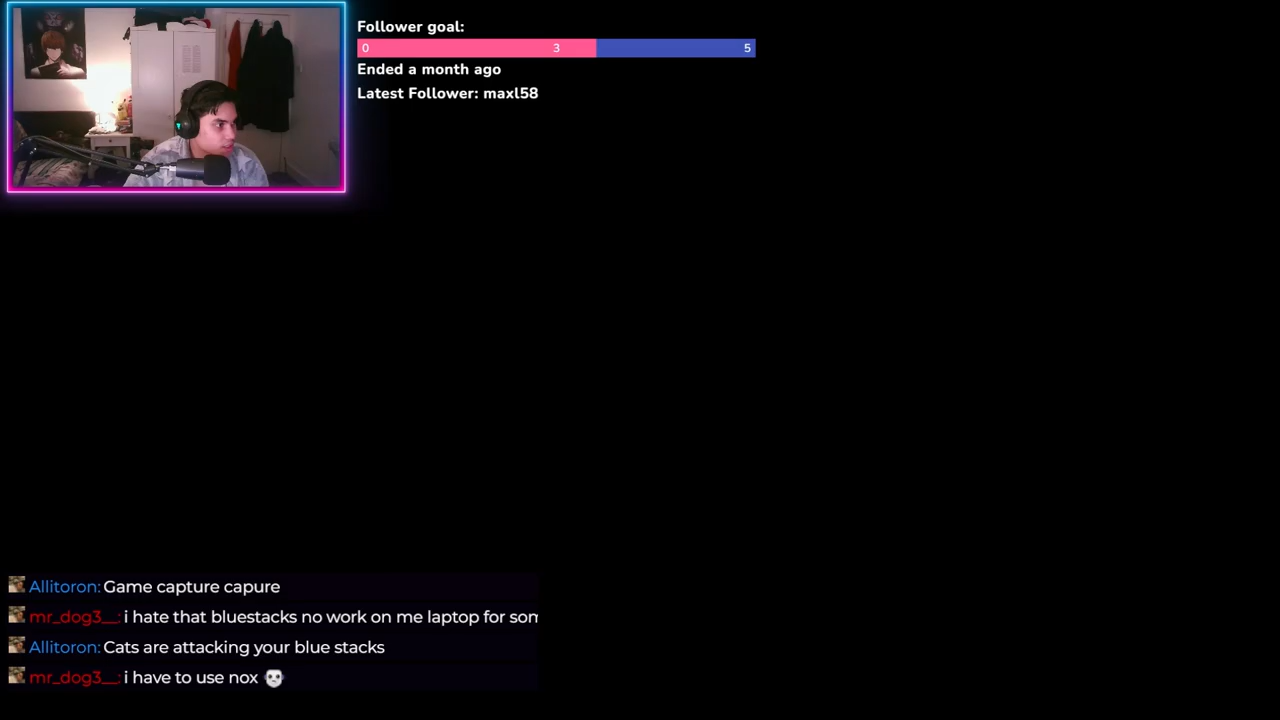 Follower goal:
0 3 5
Ended a month ago
Latest Follower: maxl58
Allitoron: Game capture capure
mr_dog3__: i hate that bluestacks no work on me laptop for som
Allitoron: Cats are attacking your blue stacks
mr_dog3__: i have to use nox